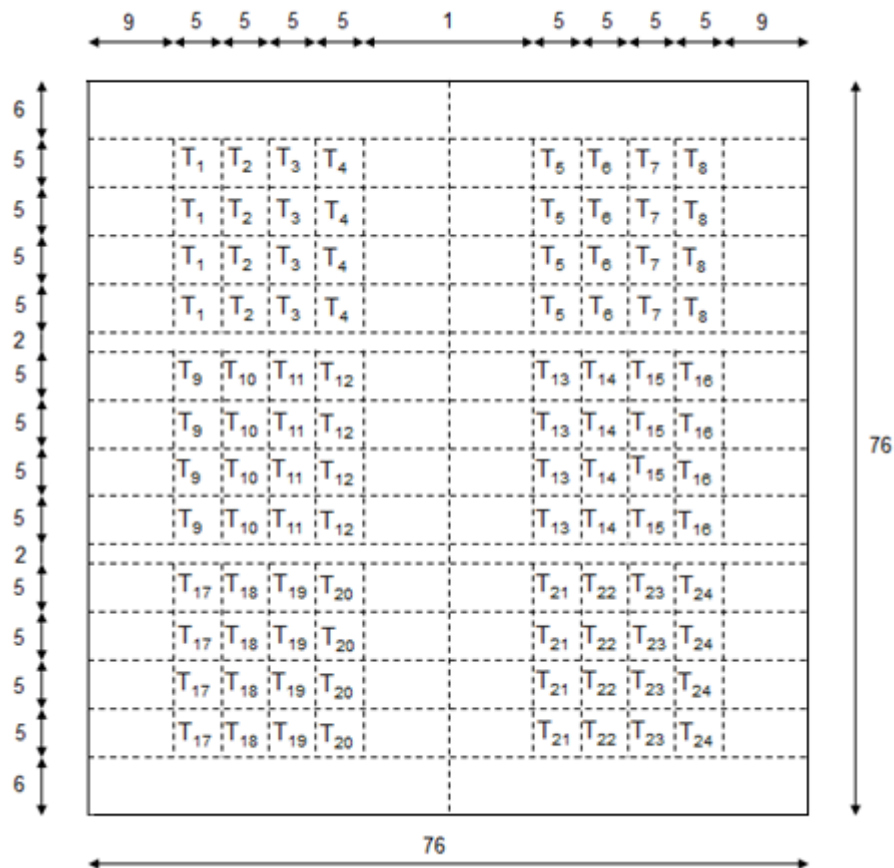 9 5 5 5 5 1 5 5 5 5 9
6
5 T₁ T₂ T₃ T₄ T₅ T₆ T₇ T₈
5 T₁ T₂ T₃ T₄ T₅ T₆ T₇ T₈
5 T₁ T₂ T₃ T₄ T₅ T₆ T₇ T₈
5 T₁ T₂ T₃ T₄ T₅ T₆ T₇ T₈
2
5 T₉ T₁₀ T₁₁ T₁₂ T₁₃ T₁₄ T₁₅ T₁₆
5 T₉ T₁₀ T₁₁ T₁₂ T₁₃ T₁₄ T₁₅ T₁₆
76
5 T₉ T₁₀ T₁₁ T₁₂ T₁₃ T₁₄ T₁₅ T₁₆
5 T₉ T₁₀ T₁₁ T₁₂ T₁₃ T₁₄ T₁₅ T₁₆
2
5 T₁₇ T₁₈ T₁₉ T₂₀ T₂₁ T₂₂ T₂₃ T₂₄
5 T₁₇ T₁₈ T₁₉ T₂₀ T₂₁ T₂₂ T₂₃ T₂₄
5 T₁₇ T₁₈ T₁₉ T₂₀ T₂₁ T₂₂ T₂₃ T₂₄
5 T₁₇ T₁₈ T₁₉ T₂₀ T₂₁ T₂₂ T₂₃ T₂₄
6
76